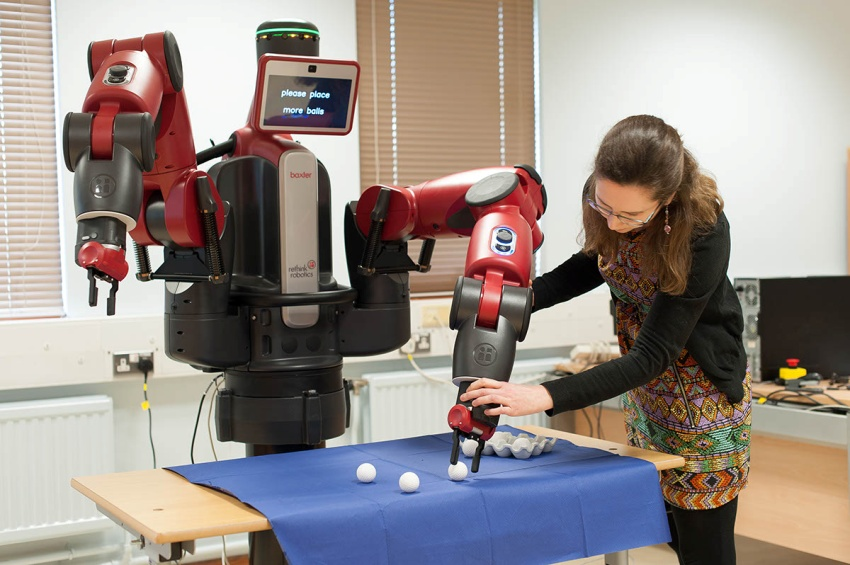 please place
more balls
baxter
rethink
robotics